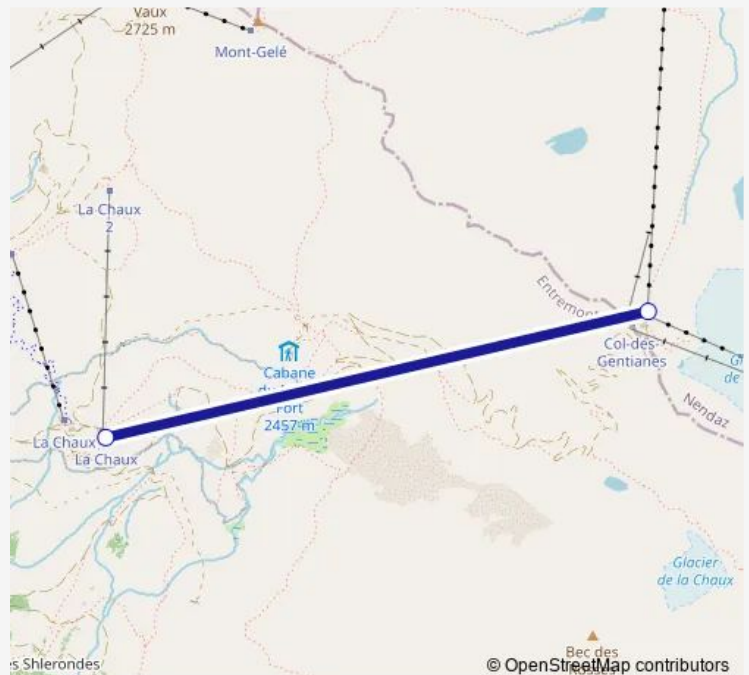 Vaux
2725 m
Mont-Gelé
La Chaux
2
Entremont
Col-des-
Gentianes
Cabane
Fort
2457 m
La Chaux
La Chaux
Nendaz
Glacier
de la Chaux
Bec des
s Shlerondes
© OpenStreetMap contributors